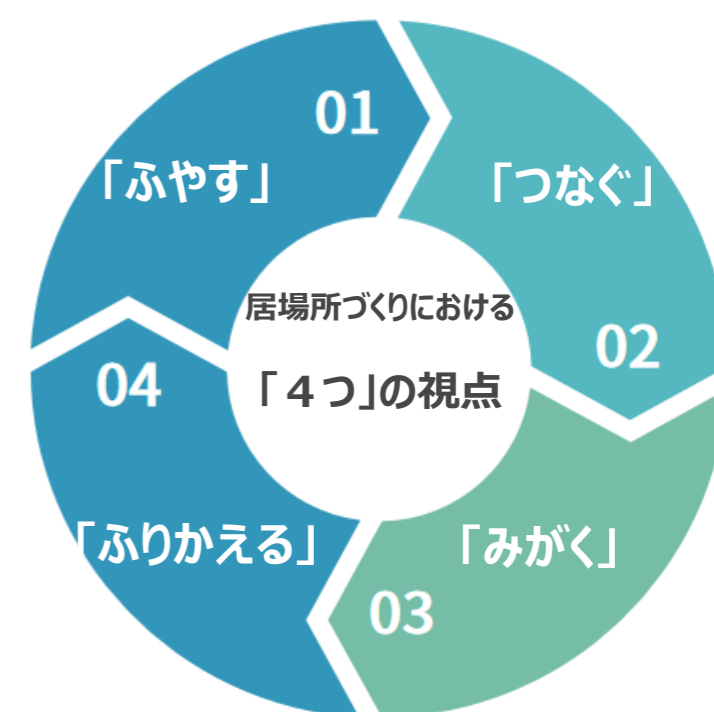 居場所づくりにおける
「４つ」の視点
01
「ふやす」
「つなぐ」
02
「みがく」
03
04
「ふりかえる」